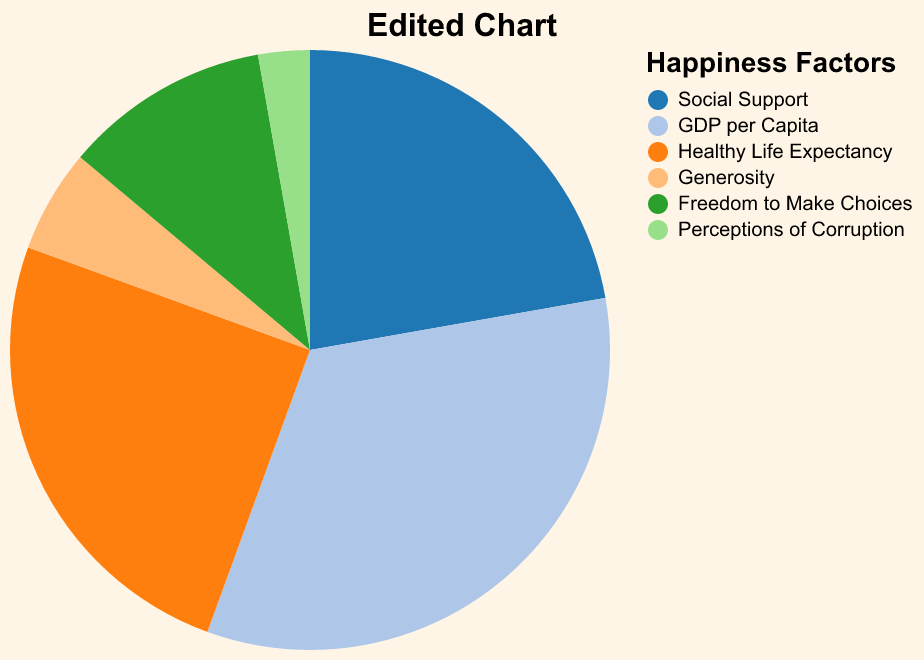 Edited Chart
Happiness Factors
Social Support
GDP per Capita
Healthy Life Expectancy
Generosity
Freedom to Make Choices
Perceptions of Corruption